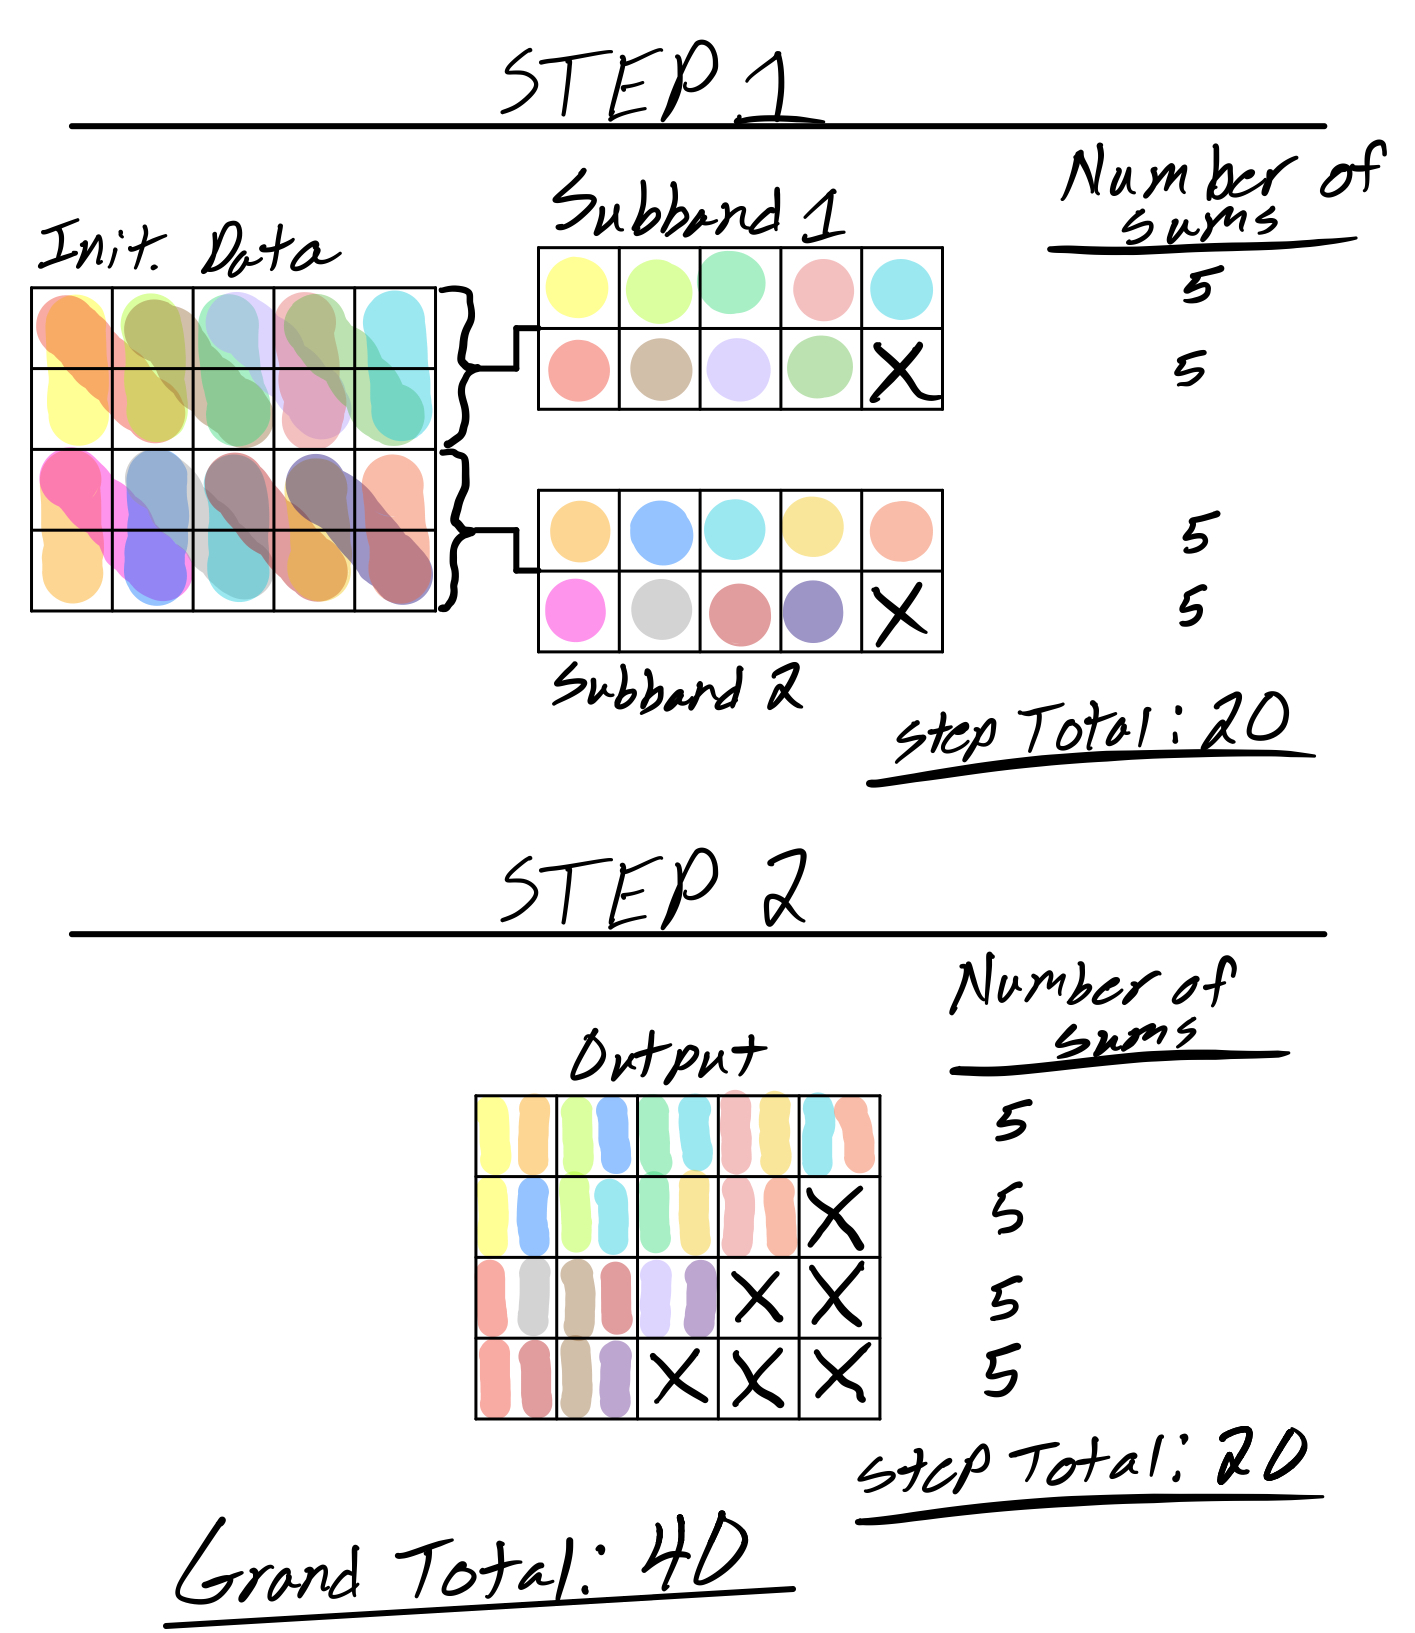 STEP 1
Number of
sums
Subband 1
Init. Data
5
X
5
5
X
5
Subband 2
step Total: 20
STEP 2
Number of
sums
Output
5
X
5
X X
5
X X X
5
step Total: 20
Grand Total: 40